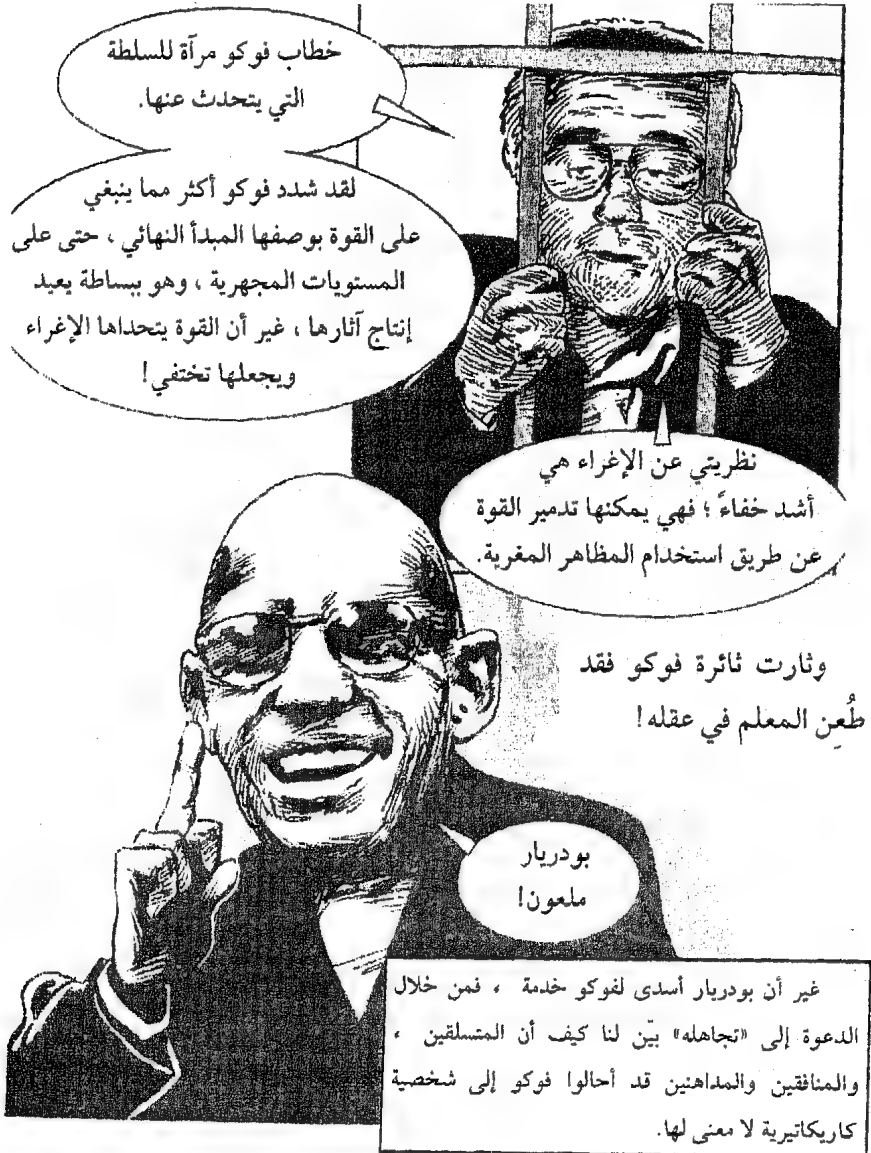 خطاب فوكو مرآة للسلطة
التي يتحدث عنها.
لقد شدد فوكو أكثر مما ينبغي
على القوة بوصفها المبدأ النهائي ، حتى على
المستويات المجهرية ، وهو ببساطة يعيد
إنتاج آثارها ، غير أن القوة يتحداها الإغراء
ويجعلها تختفي!
نظريتي عن الإغراء هي
أشد خفاءً ؛ فهي يمكنها تدمير القوة
عن طريق استخدام المظاهر المغرية.
وثارت ثائرة فوكو فقد
طُعِن المعلم في عقله!
بودريار
ملعون!
غير أن بودريار أسدى لفوكو خدمة ، فمن خلال
الدعوة إلى «تجاهله» بيّن لنا كيف أن المتسلقين ،
والمنافقين والمداهنين قد أحالوا فوكو إلى شخصية
كاريكاتيرية لا معنى لها.